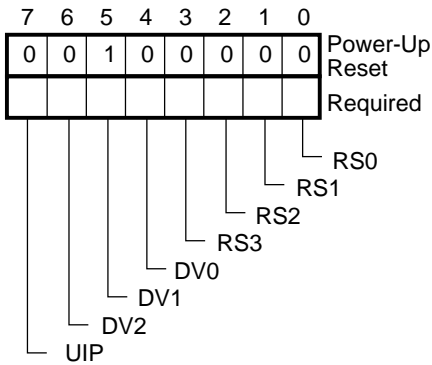 7 6 5 4 3 2 1 0
0 0 1 0 0 0 0 0 Power-Up
Reset
Required
RS0
RS1
RS2
RS3
DV0
DV1
DV2
UIP